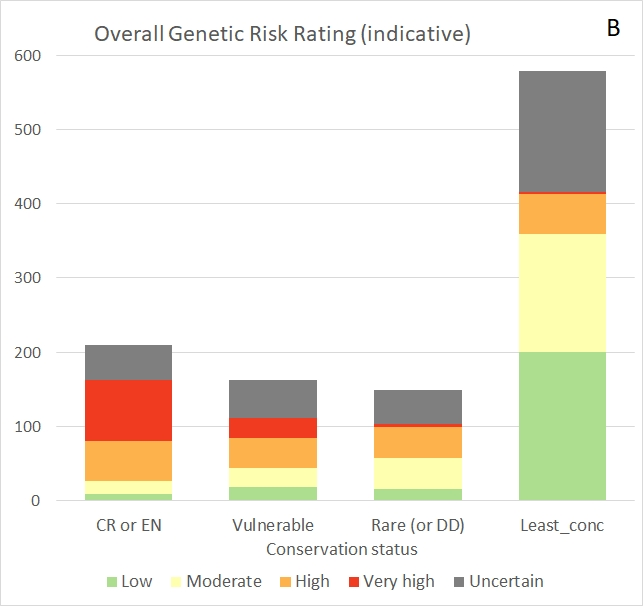 Overall Genetic Risk Rating (indicative)
B
600
500
400
300
200
100
0
CR or EN Vulnerable Rare (or DD) Least_conc
Conservation status
Low Moderate High Very high Uncertain